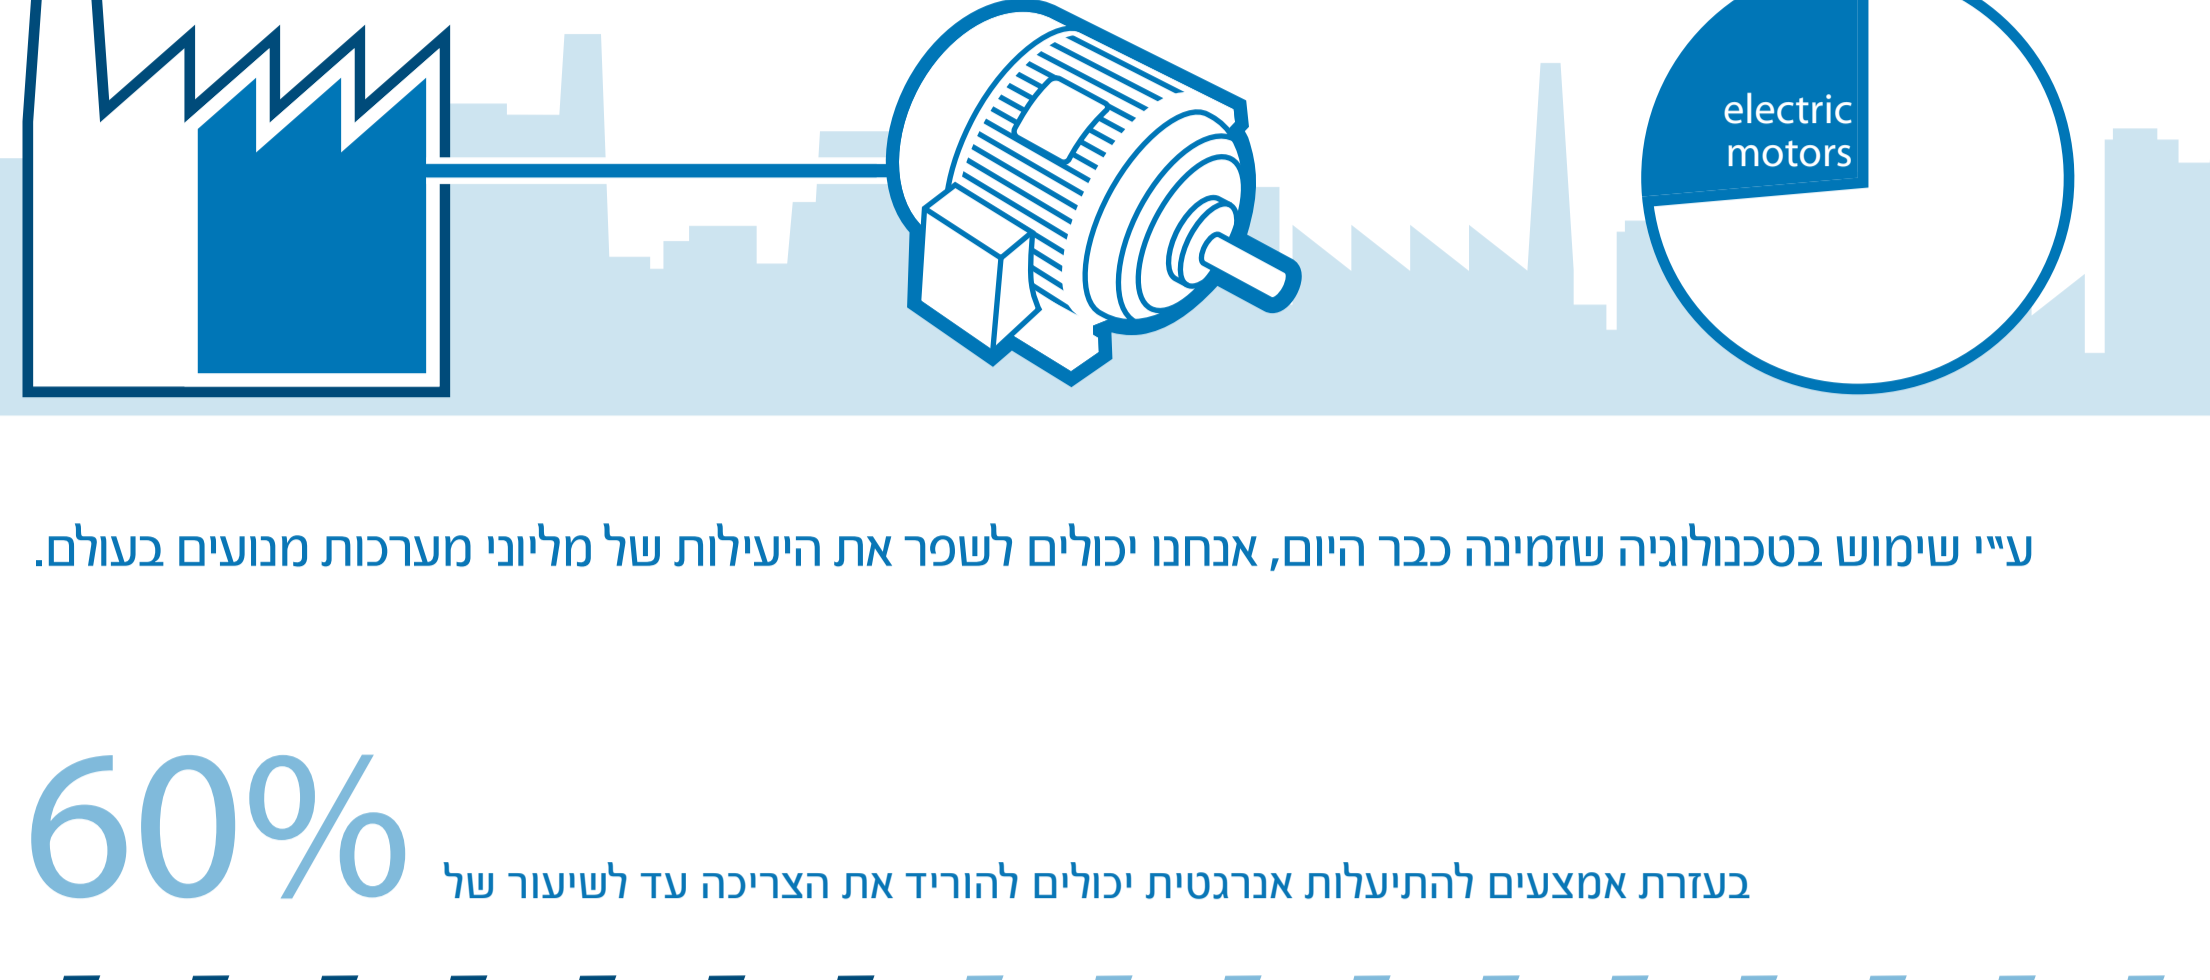 electric
motors
ע״י שימוש בטכנולוגיה שזמינה כבר היום, אנחנו יכולים לשפר את היעילות של מליוני מערכות מנועים בעולם.
בעזרת אמצעים להתיעלות אנרגטית יכולים להוריד את הצריכה עד לשיעור של 60%